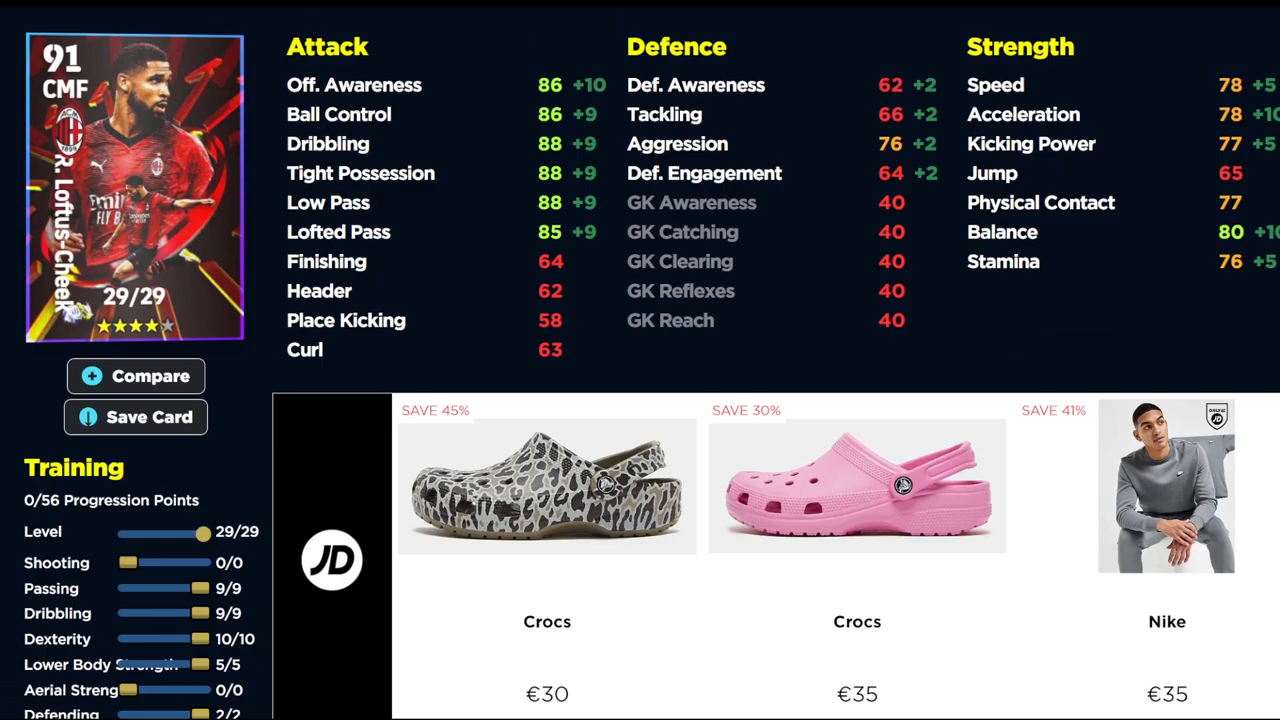 91
CMF
R. Loftus-Cheek
29/29
Compare
Save Card
Training
0/56 Progression Points
Level 29/29
Shooting 0/0
Passing 9/9
Dribbling 9/9
Dexterity 10/10
Lower Body Strength 5/5
Aerial Streng 0/0
Defending 2/2
Attack
Off. Awareness 86 +10
Ball Control 86 +9
Dribbling 88 +9
Tight Possession 88 +9
Low Pass 88 +9
Lofted Pass 85 +9
Finishing 64
Header 62
Place Kicking 58
Curl 63
Defence
Def. Awareness 62 +2
Tackling 66 +2
Aggression 76 +2
Def. Engagement 64 +2
GK Awareness 40
GK Catching 40
GK Clearing 40
GK Reflexes 40
GK Reach 40
Strength
Speed 78 +5
Acceleration 78 +10
Kicking Power 77 +5
Jump 65
Physical Contact 77
Balance 80 +10
Stamina 76 +5
JD
SAVE 45%
Crocs
€30
SAVE 30%
Crocs
€35
SAVE 41%
Nike
€35